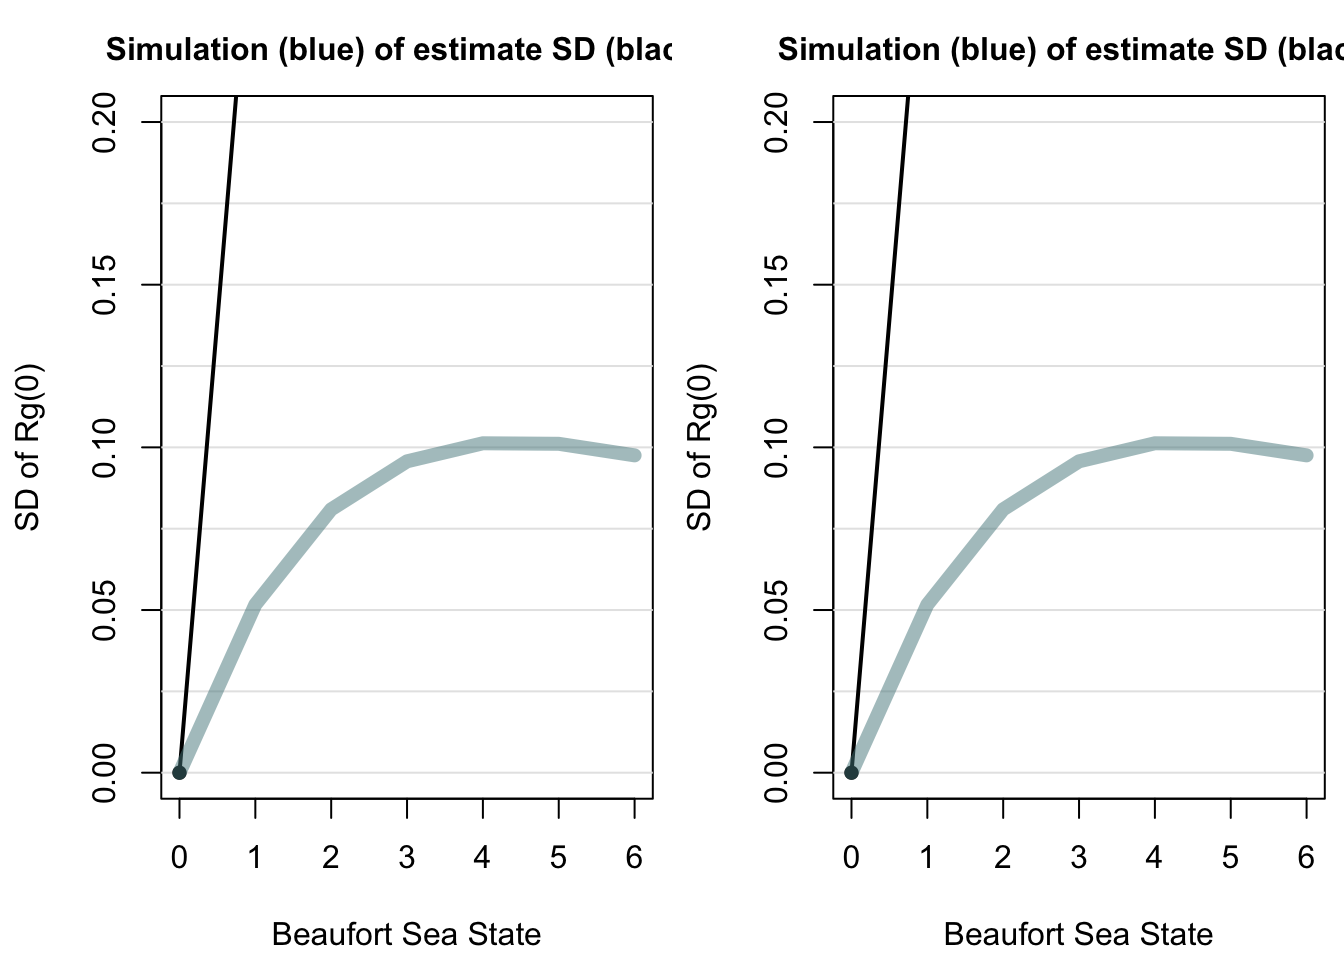 Simulation (blue) of estimate SD (blac
SD of Rg(0)
0.20
0.15
0.10
0.05
0.00
0 1 2 3 4 5 6
Beaufort Sea State
Simulation (blue) of estimate SD (blac
SD of Rg(0)
0.20
0.15
0.10
0.05
0.00
0 1 2 3 4 5 6
Beaufort Sea State